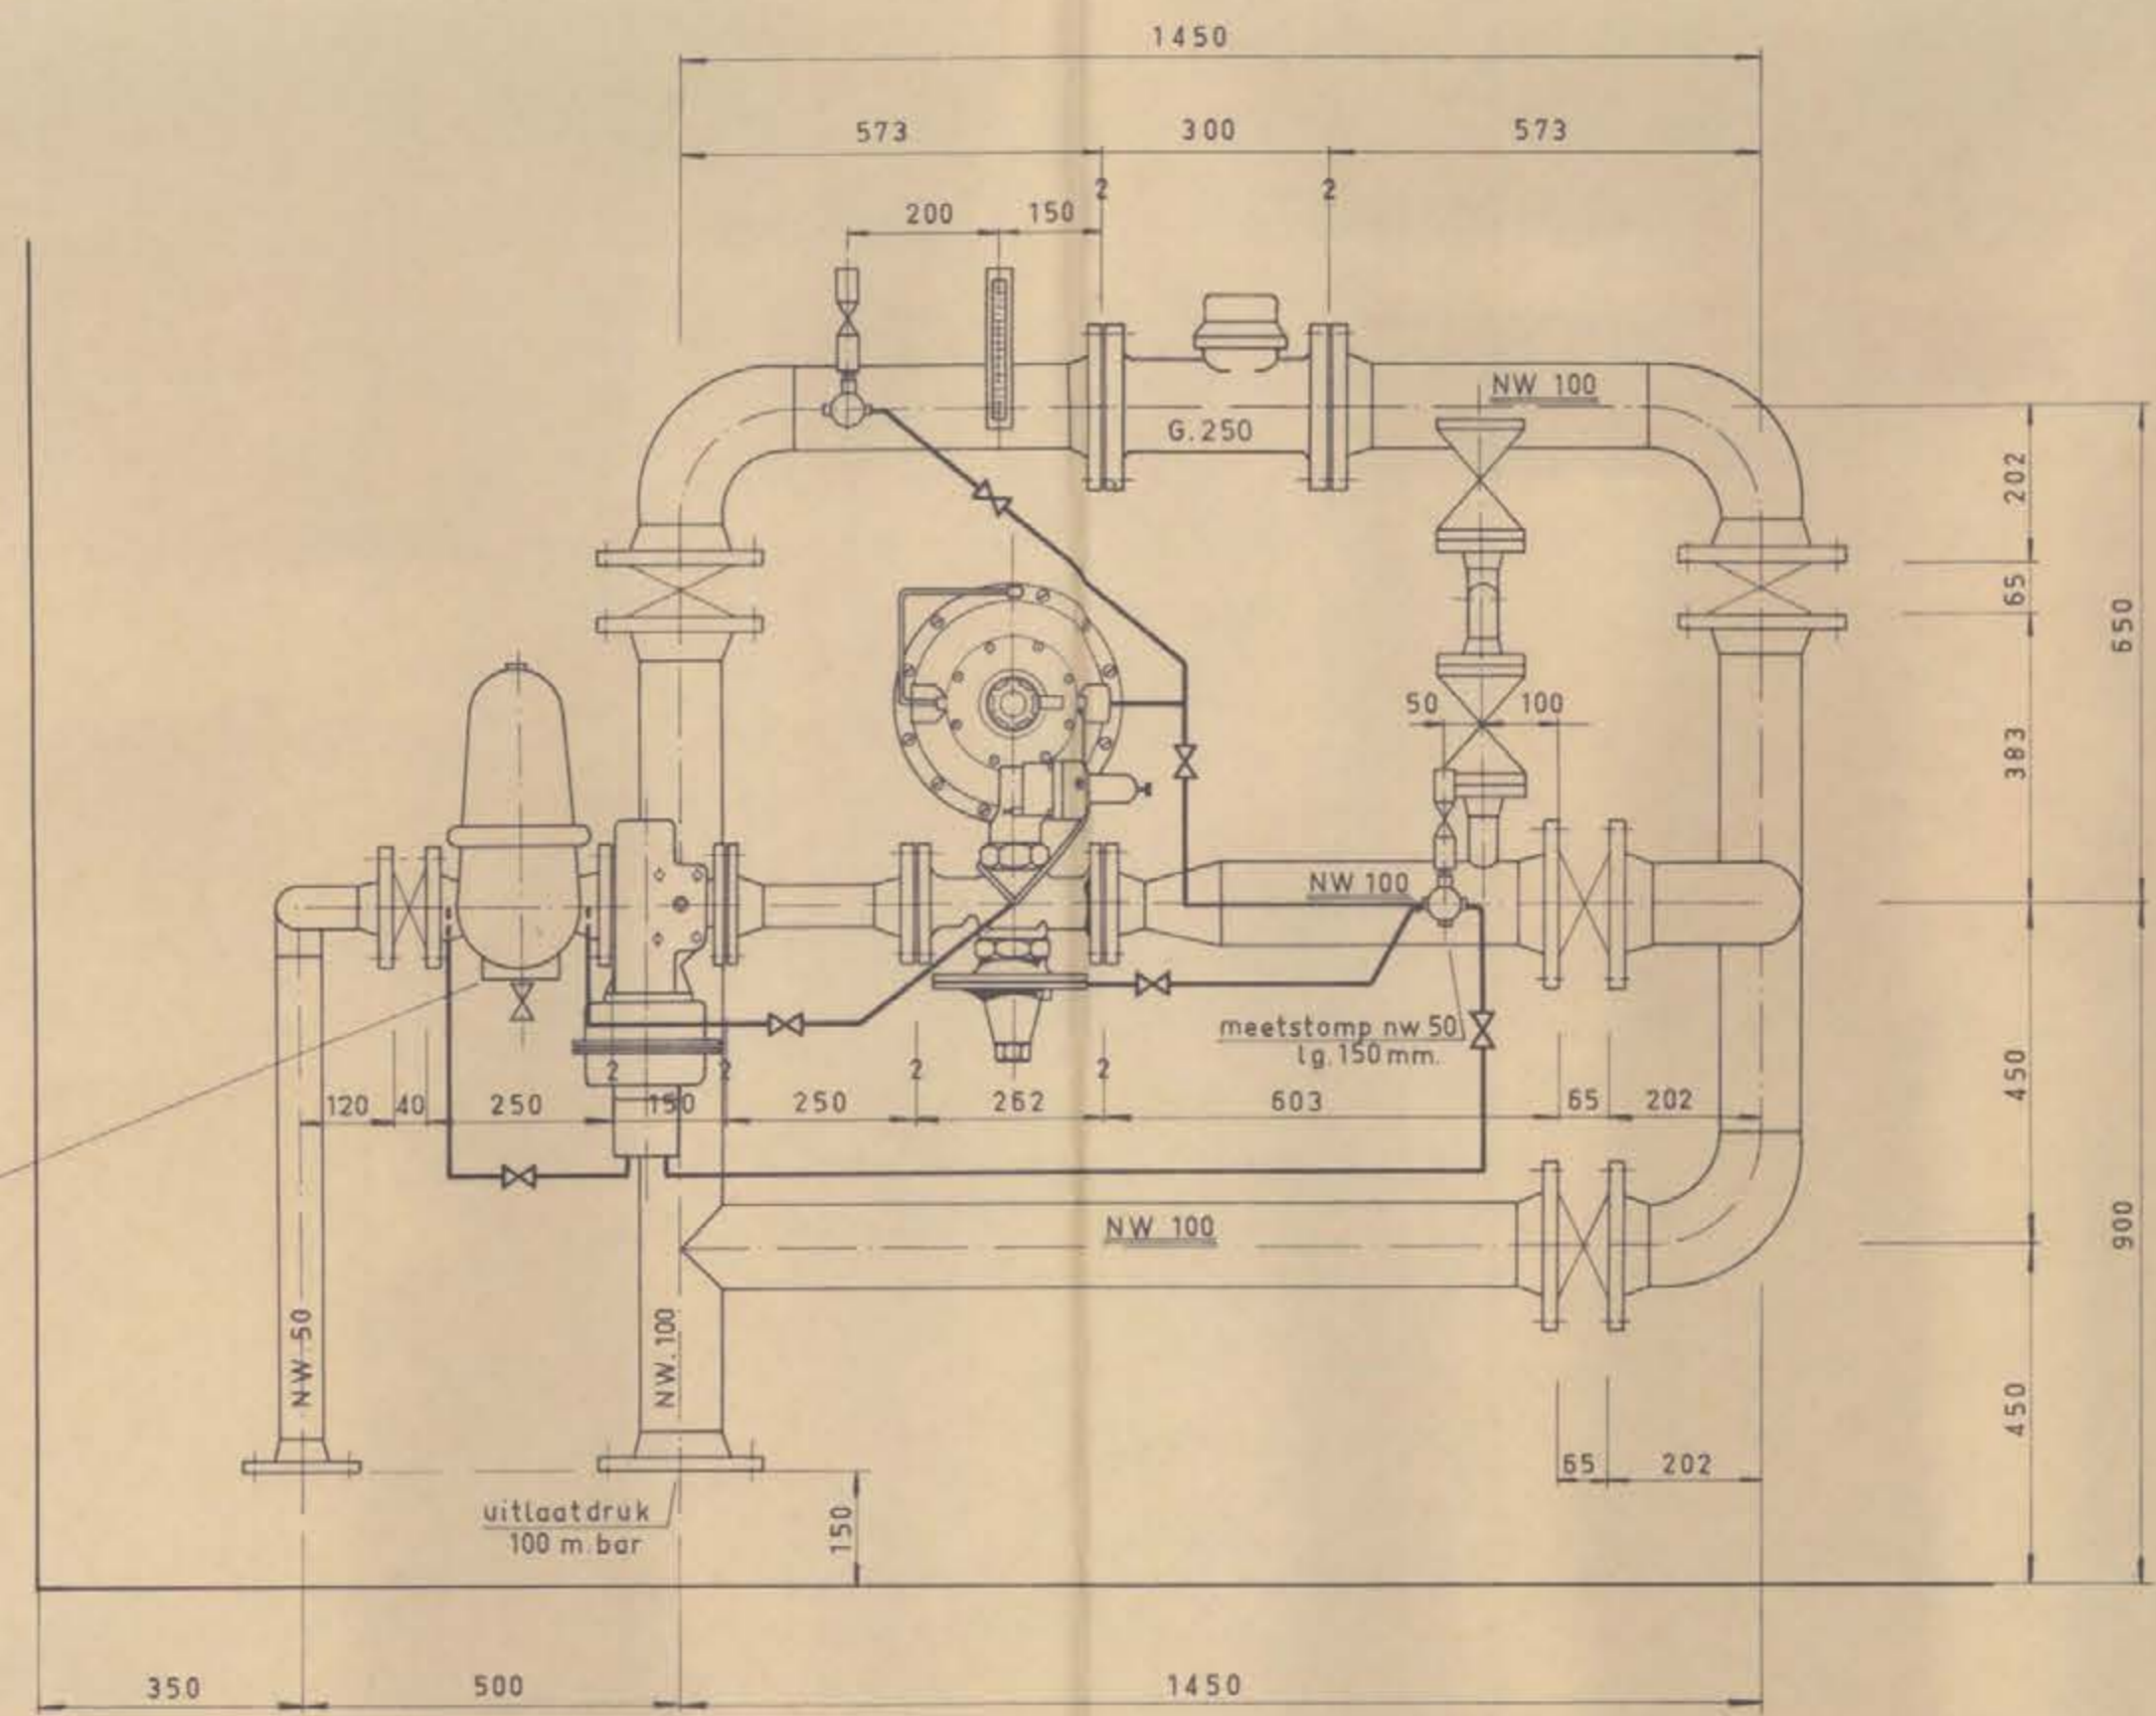 1450
573 300 573
2 2
200 150
NW 100
G.250
202
65
650
50 100
383
NW 100
meetstomp nw 50
lg. 150 mm.
450
2 2 2 2
120 40 250 150 250 262 603 65 202
NW 100
900
NW.50
NW.100
450
65 202
uitlaatdruk
100 m.bar
150
350 500 1450